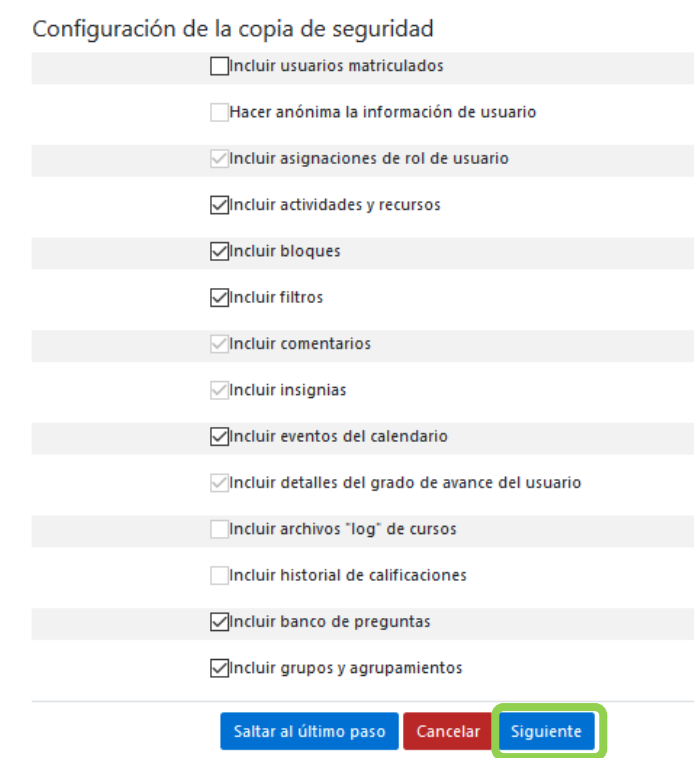 Configuración de la copia de seguridad
Incluir usuarios matriculados
Hacer anónima la información de usuario
Incluir asignaciones de rol de usuario
Incluir actividades y recursos
Incluir bloques
Incluir filtros
Incluir comentarios
Incluir insignias
Incluir eventos del calendario
Incluir detalles del grado de avance del usuario
Incluir archivos "log" de cursos
Incluir historial de calificaciones
Incluir banco de preguntas
Incluir grupos y agrupamientos
Saltar al último paso Cancelar Siguiente